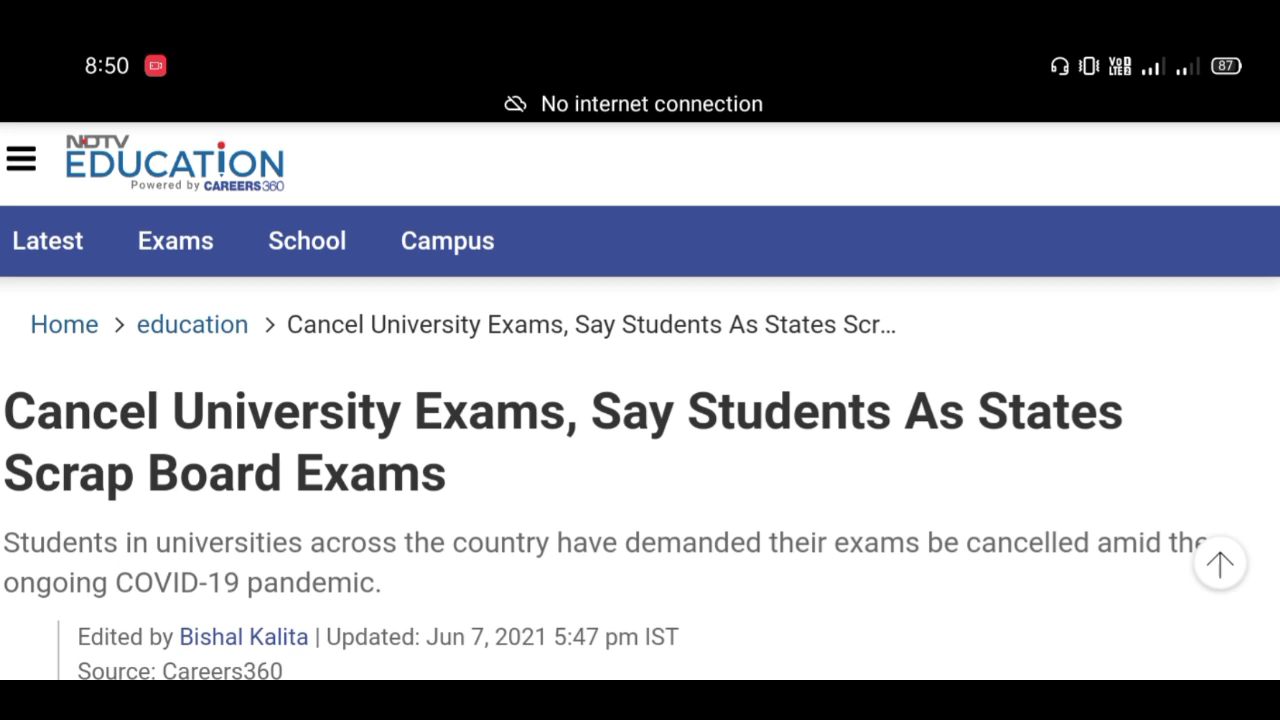 8:50
VoD LTE2 87
No internet connection
NDTV
EDUCATION
Powered by CAREERS360
Latest Exams School Campus
Home > education > Cancel University Exams, Say Students As States Scr...
Cancel University Exams, Say Students As States
Scrap Board Exams
Students in universities across the country have demanded their exams be cancelled amid the
ongoing COVID-19 pandemic.
Edited by Bishal Kalita | Updated: Jun 7, 2021 5:47 pm IST
Source: Careers360